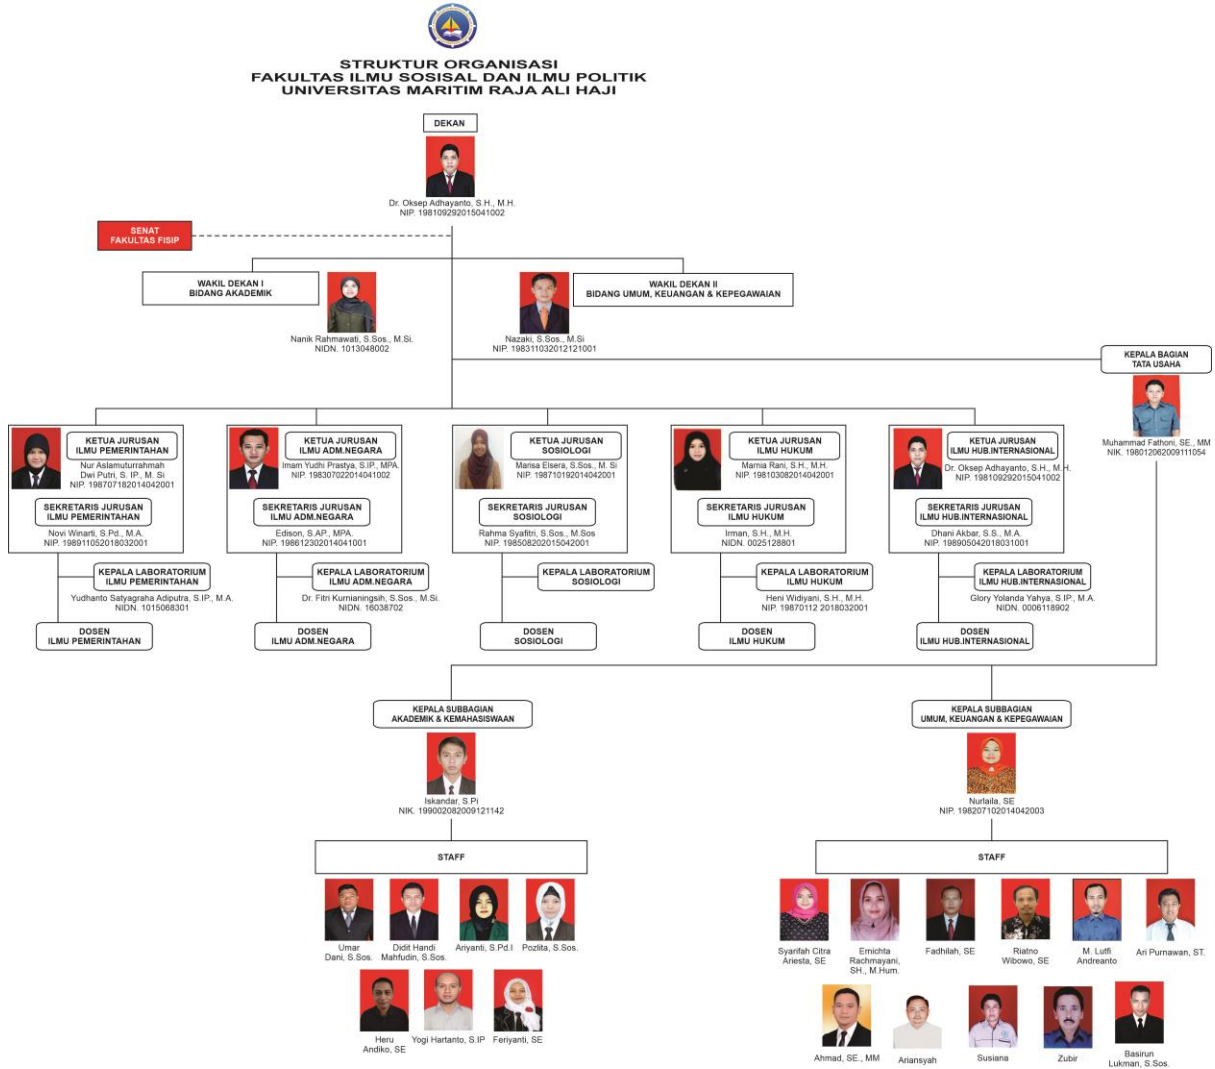 STRUKTUR ORGANISASI
FAKULTAS ILMU SOSISAL DAN ILMU POLITIK
UNIVERSITAS MARITIM RAJA ALI HAJI
DEKAN
Dr. Oksep Adhayanto, S.H., M.H.
NIP. 198109292015041002
SENAT
FAKULTAS FISIP
WAKIL DEKAN I
BIDANG AKADEMIK
Nanik Rahmawati, S.Sos., M.Si.
NIDN. 1013048002
WAKIL DEKAN II
BIDANG UMUM, KEUANGAN & KEPEGAWAIAN
Nazaki, S.Sos., M.Si
NIP. 198311032012121001
KEPALA BAGIAN
TATA USAHA
Muhammad Fathoni, SE., MM
NIK. 198012062009111054
KETUA JURUSAN
ILMU PEMERINTAHAN
Nur Aslamuturrahmah
Dwi Putri, S. IP., M. Si
NIP. 198707182014042001
SEKRETARIS JURUSAN
ILMU PEMERINTAHAN
Novi Winarti, S.Pd., M.A.
NIP. 198911052018032001
KEPALA LABORATORIUM
ILMU PEMERINTAHAN
Yudhanto Satyagraha Adiputra, S.IP., M.A.
NIDN. 1015068301
DOSEN
ILMU PEMERINTAHAN
KETUA JURUSAN
ILMU ADM.NEGARA
Imam Yudhi Prastya, S.IP., MPA.
NIP. 198307022014041002
SEKRETARIS JURUSAN
ILMU ADM.NEGARA
Edison, S.AP., MPA.
NIP. 198612302014041001
KEPALA LABORATORIUM
ILMU ADM.NEGARA
Dr. Fitri Kurnianingsih, S.Sos., M.Si.
NIDN. 16038702
DOSEN
ILMU ADM.NEGARA
KETUA JURUSAN
SOSIOLOGI
Marisa Elsera, S.Sos., M. Si
NIP. 198710192014042001
SEKRETARIS JURUSAN
SOSIOLOGI
Rahma Syafitri, S.Sos., M.Sos
NIP. 198508202015042001
KEPALA LABORATORIUM
SOSIOLOGI
DOSEN
SOSIOLOGI
KETUA JURUSAN
ILMU HUKUM
Marnia Rani, S.H., M.H.
NIP. 198103082014042001
SEKRETARIS JURUSAN
ILMU HUKUM
Irman, S.H., M.H.
NIDN. 0025128801
KEPALA LABORATORIUM
ILMU HUKUM
Heni Widiyani, S.H., M.H.
NIP. 19870112 2018032001
DOSEN
ILMU HUKUM
KETUA JURUSAN
ILMU HUB.INTERNASIONAL
Dr. Oksep Adhayanto, S.H., M.H.
NIP. 198109292015041002
SEKRETARIS JURUSAN
ILMU HUB.INTERNASIONAL
Dhani Akbar, S.S., M.A.
NIP. 198905042018031001
KEPALA LABORATORIUM
ILMU HUB.INTERNASIONAL
Glory Yolanda Yahya, S.IP., M.A.
NIDN. 0006118902
DOSEN
ILMU HUB.INTERNASIONAL
KEPALA SUBBAGIAN
AKADEMIK & KEMAHASISWAAN
Iskandar, S.Pi
NIK. 199002082009121142
STAFF
Umar
Dani, S.Sos.
Didit Handi
Mahfudin, S.Sos.
Ariyanti, S.Pd.I
Pozlita, S.Sos.
Heru
Andiko, SE
Yogi Hartanto, S.IP
Feriyanti, SE
KEPALA SUBBAGIAN
UMUM, KEUANGAN & KEPEGAWAIAN
Nurlaila, SE
NIP. 198207102014042003
STAFF
Syarifah Citra
Ariesta, SE
Ernichta
Rachmayani,
SH., M.Hum.
Fadhilah, SE
Riatno
Wibowo, SE
M. Lutfi
Andreanto
Ari Purnawan, ST.
Ahmad, SE., MM
Ariansyah
Susiana
Zubir
Basirun
Lukman, S.Sos.